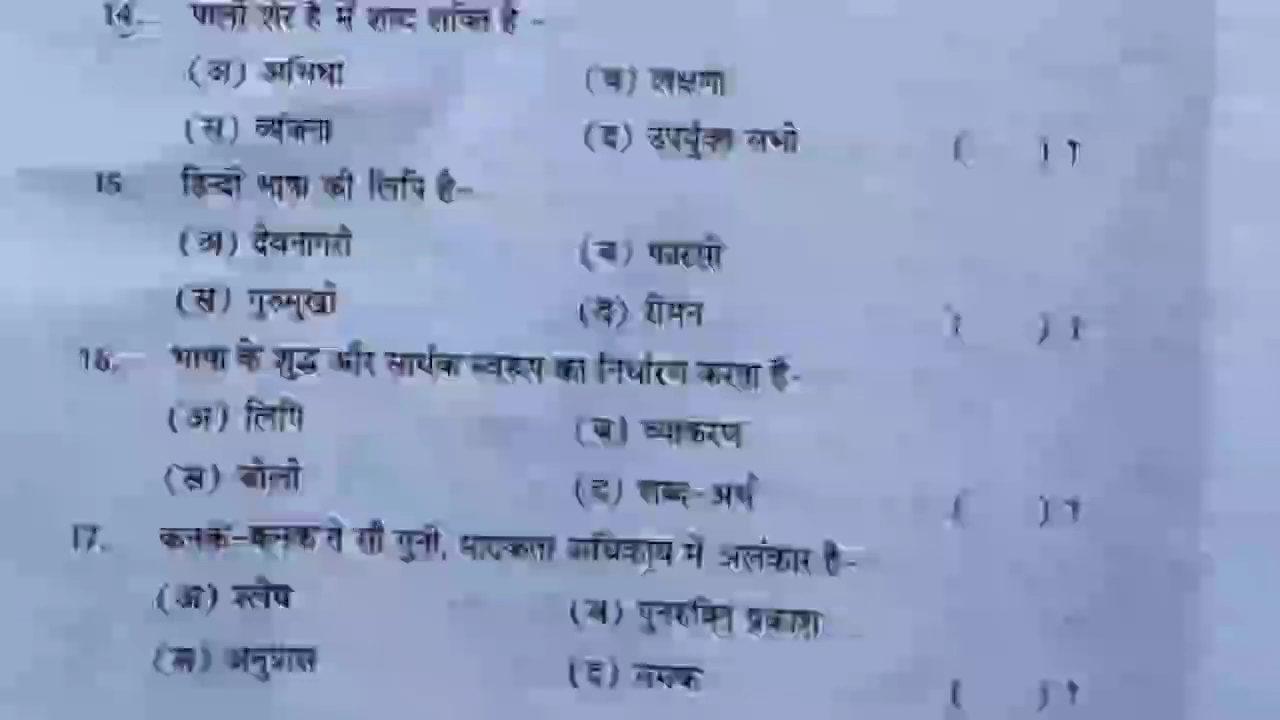 14. शेर है में शब्द शक्ति है -
(अ) अभिधा (ब) लक्षणा
(स) व्यंजना (द) उपर्युक्त सभी ( ) 1
15. हिन्दी भाषा की लिपि है-
(अ) देवनागरी (ब) फारसी
(स) गुरुमुखी (द) रोमन ( ) 1
16. भाषा के शुद्ध और सार्थक स्वरूप का निर्धारण करता है-
(अ) लिपि (ब) व्याकरण
(स) बोली (द) शब्द-अर्थ ( ) 1
17. कनक-कनक ते सौ गुनी, मादकता अधिकाय में अलंकार है-
(अ) श्लेष (ब) पुनरुक्ति प्रकाश
(स) अनुप्रास (द) यमक ( ) 1